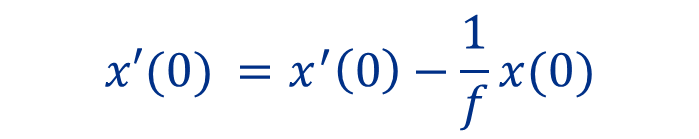 x′(0) = x′(0) − 1/f x(0)